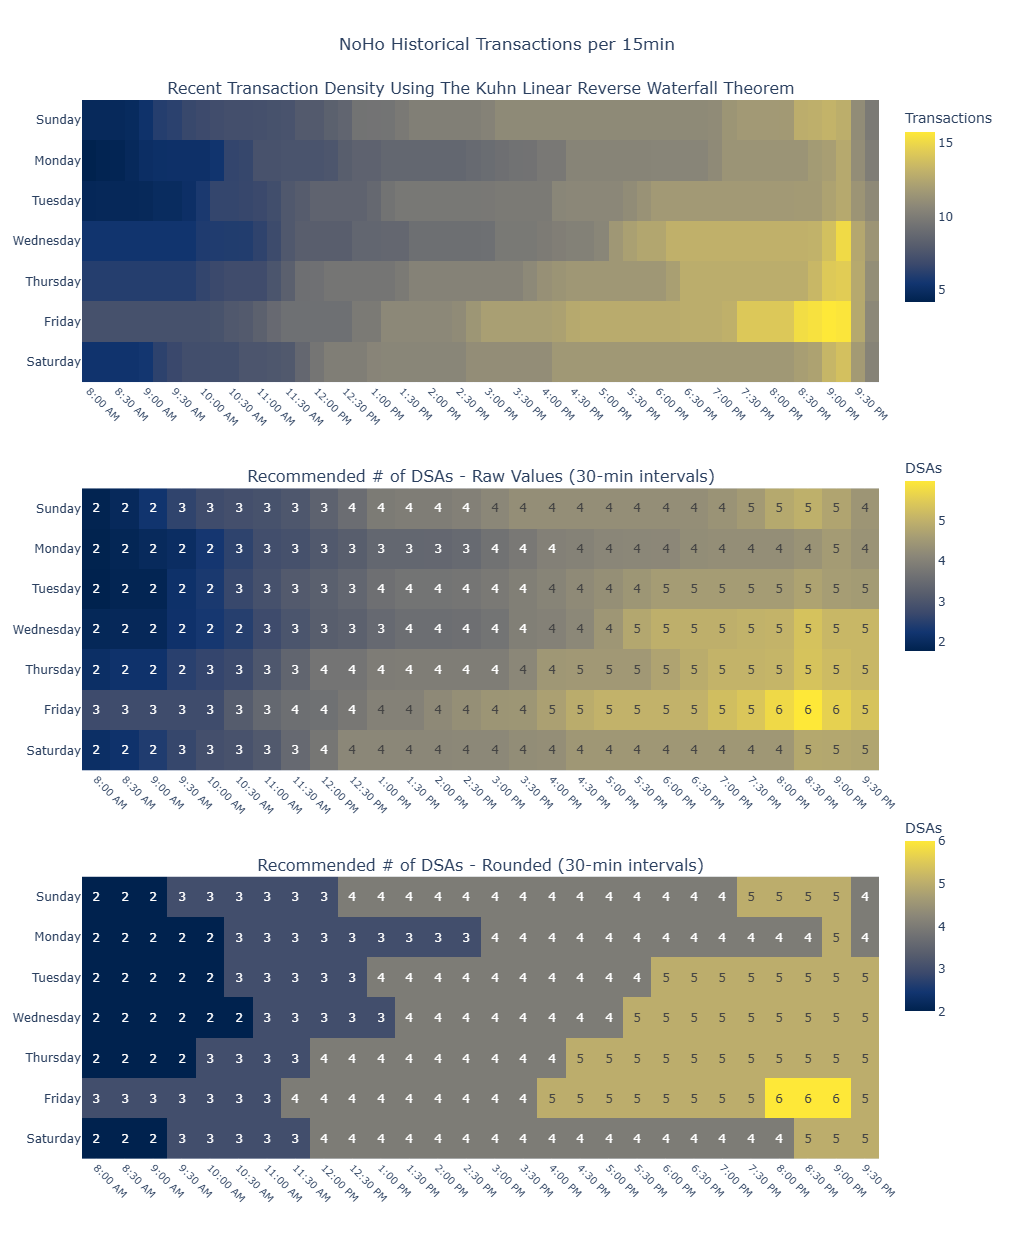 NoHo Historical Transactions per 15min
Recent Transaction Density Using The Kuhn Linear Reverse Waterfall Theorem
Transactions
15
10
5
Sunday
Monday
Tuesday
Wednesday
Thursday
Friday
Saturday
8:00 AM 8:30 AM 9:00 AM 9:30 AM 10:00 AM 10:30 AM 11:00 AM 11:30 AM 12:00 PM 12:30 PM 1:00 PM 1:30 PM 2:00 PM 2:30 PM 3:00 PM 3:30 PM 4:00 PM 4:30 PM 5:00 PM 5:30 PM 6:00 PM 6:30 PM 7:00 PM 7:30 PM 8:00 PM 8:30 PM 9:00 PM 9:30 PM
Recommended # of DSAs - Raw Values (30-min intervals)
DSAs
5
4
3
2
Sunday 2 2 2 3 3 3 3 3 3 4 4 4 4 4 4 4 4 4 4 4 4 4 4 5 5 5 5 4
Monday 2 2 2 2 2 3 3 3 3 3 3 3 3 3 4 4 4 4 4 4 4 4 4 4 4 4 5 4
Tuesday 2 2 2 2 2 3 3 3 3 3 4 4 4 4 4 4 4 4 4 4 5 5 5 5 5 5 5 5
Wednesday 2 2 2 2 2 2 3 3 3 3 3 4 4 4 4 4 4 4 4 5 5 5 5 5 5 5 5 5
Thursday 2 2 2 2 3 3 3 3 4 4 4 4 4 4 4 4 4 5 5 5 5 5 5 5 5 5 5 5
Friday 3 3 3 3 3 3 3 4 4 4 4 4 4 4 4 4 5 5 5 5 5 5 5 5 6 6 6 5
Saturday 2 2 2 3 3 3 3 3 4 4 4 4 4 4 4 4 4 4 4 4 4 4 4 4 4 5 5 5
8:00 AM 8:30 AM 9:00 AM 9:30 AM 10:00 AM 10:30 AM 11:00 AM 11:30 AM 12:00 PM 12:30 PM 1:00 PM 1:30 PM 2:00 PM 2:30 PM 3:00 PM 3:30 PM 4:00 PM 4:30 PM 5:00 PM 5:30 PM 6:00 PM 6:30 PM 7:00 PM 7:30 PM 8:00 PM 8:30 PM 9:00 PM 9:30 PM
Recommended # of DSAs - Rounded (30-min intervals)
DSAs
6
5
4
3
2
Sunday 2 2 2 3 3 3 3 3 3 4 4 4 4 4 4 4 4 4 4 4 4 4 4 5 5 5 5 4
Monday 2 2 2 2 2 3 3 3 3 3 3 3 3 3 4 4 4 4 4 4 4 4 4 4 4 4 5 4
Tuesday 2 2 2 2 2 3 3 3 3 3 4 4 4 4 4 4 4 4 4 4 5 5 5 5 5 5 5 5
Wednesday 2 2 2 2 2 2 3 3 3 3 3 4 4 4 4 4 4 4 4 5 5 5 5 5 5 5 5 5
Thursday 2 2 2 2 3 3 3 3 4 4 4 4 4 4 4 4 4 5 5 5 5 5 5 5 5 5 5 5
Friday 3 3 3 3 3 3 3 4 4 4 4 4 4 4 4 4 5 5 5 5 5 5 5 5 6 6 6 5
Saturday 2 2 2 3 3 3 3 3 4 4 4 4 4 4 4 4 4 4 4 4 4 4 4 4 4 5 5 5
8:00 AM 8:30 AM 9:00 AM 9:30 AM 10:00 AM 10:30 AM 11:00 AM 11:30 AM 12:00 PM 12:30 PM 1:00 PM 1:30 PM 2:00 PM 2:30 PM 3:00 PM 3:30 PM 4:00 PM 4:30 PM 5:00 PM 5:30 PM 6:00 PM 6:30 PM 7:00 PM 7:30 PM 8:00 PM 8:30 PM 9:00 PM 9:30 PM